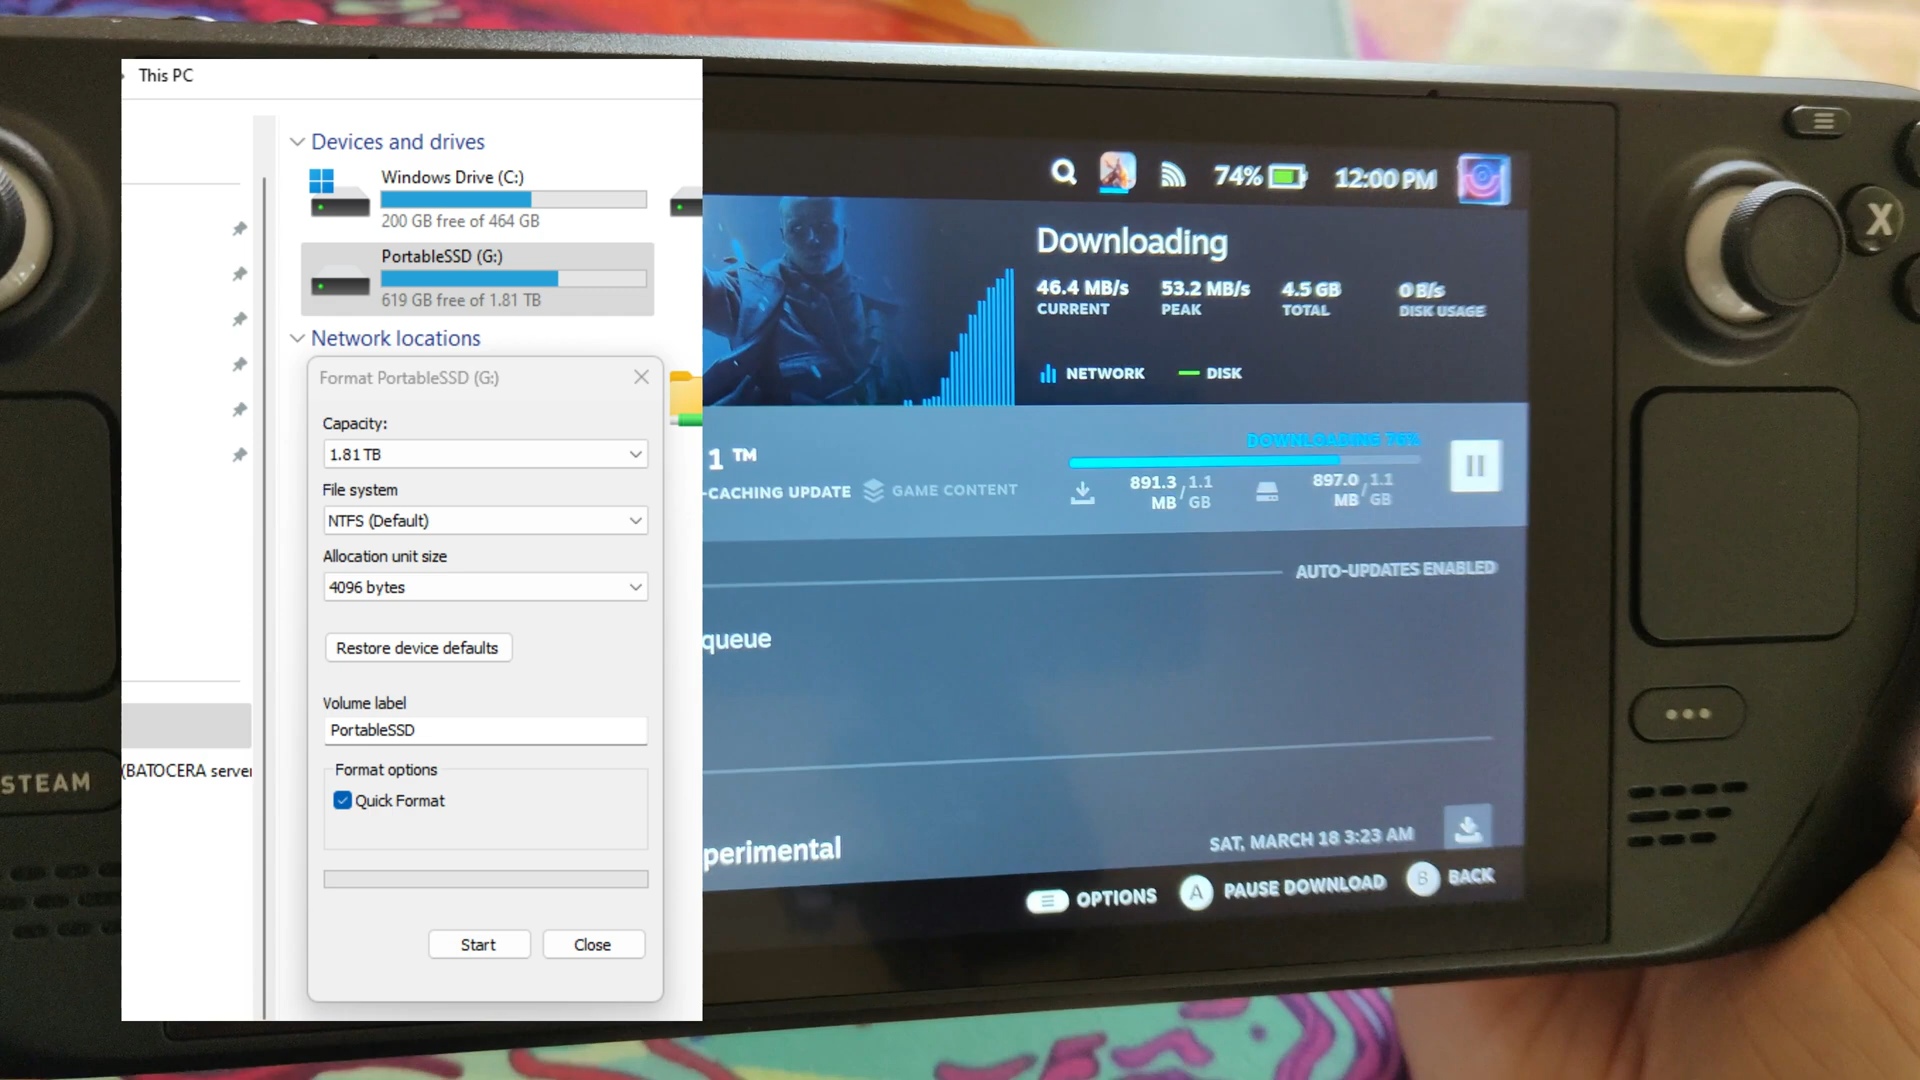 This PC
Devices and drives
Windows Drive (C:)
200 GB free of 464 GB
PortableSSD (G:)
619 GB free of 1.81 TB
Network locations
Format PortableSSD (G:)
Capacity:
1.81 TB
File system
NTFS (Default)
Allocation unit size
4096 bytes
Restore device defaults
Volume label
PortableSSD
Format options
Quick Format
Start
Close
(BATOCERA server
STEAM
74%
12:00 PM
Downloading
46.4 MB/s
CURRENT
53.2 MB/s
PEAK
4.5 GB
TOTAL
0 B/s
DISK USAGE
NETWORK
DISK
1 ™
DOWNLOADING 76%
-CACHING UPDATE
GAME CONTENT
891.3 MB / 1.1 GB
897.0 MB / 1.1 GB
AUTO-UPDATES ENABLED
queue
perimental
SAT, MARCH 18 3:23 AM
OPTIONS
A PAUSE DOWNLOAD
B BACK
X